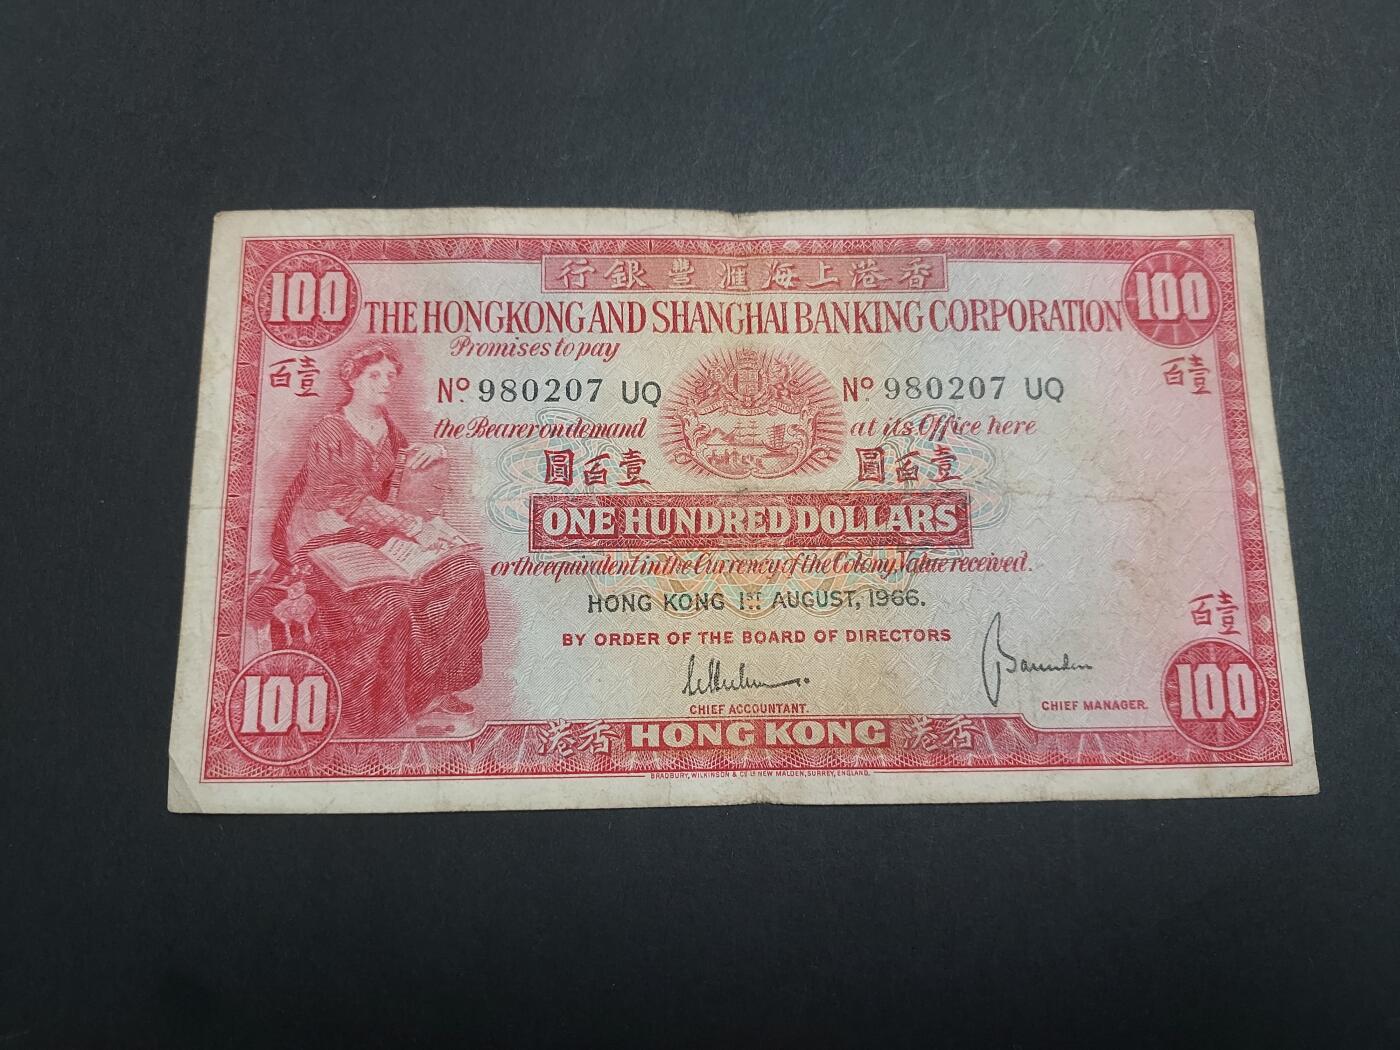 100 行銀豐滙海上港香 100
THE HONGKONG AND SHANGHAI BANKING CORPORATION
Promises to pay
百壹 百壹
Nº 980207 UQ Nº 980207 UQ
the Bearer on demand at its Office here
圓百壹 圓百壹
ONE HUNDRED DOLLARS
or the equivalent in the Currency of the Colony, Value received.
HONG KONG 1ST AUGUST, 1966.
百壹
BY ORDER OF THE BOARD OF DIRECTORS
CHIEF ACCOUNTANT. CHIEF MANAGER.
100 港香 HONG KONG 港香 100
BRADBURY, WILKINSON & Cº Lº NEW MALDEN, SURREY, ENGLAND.